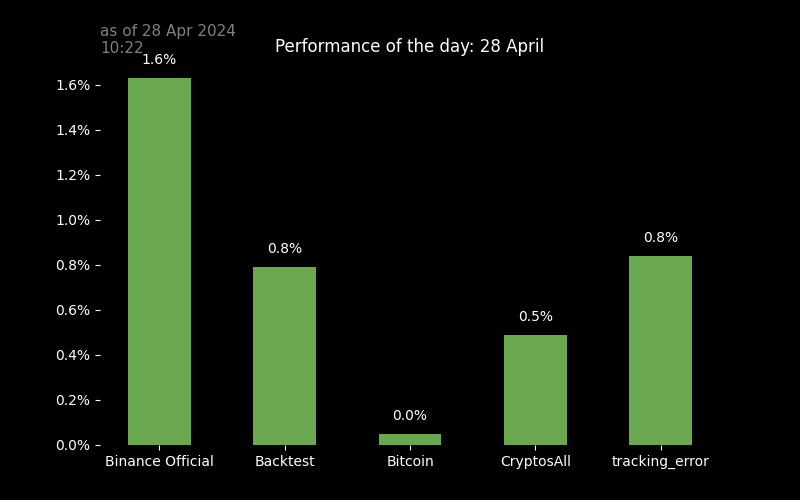 as of 28 Apr 2024
10:22
Performance of the day: 28 April
1.6%
1.6%
1.4%
1.2%
1.0%
0.8%
0.6%
0.4%
0.2%
0.0%
0.8%
0.0%
0.5%
0.8%
Binance Official
Backtest
Bitcoin
CryptosAll
tracking_error